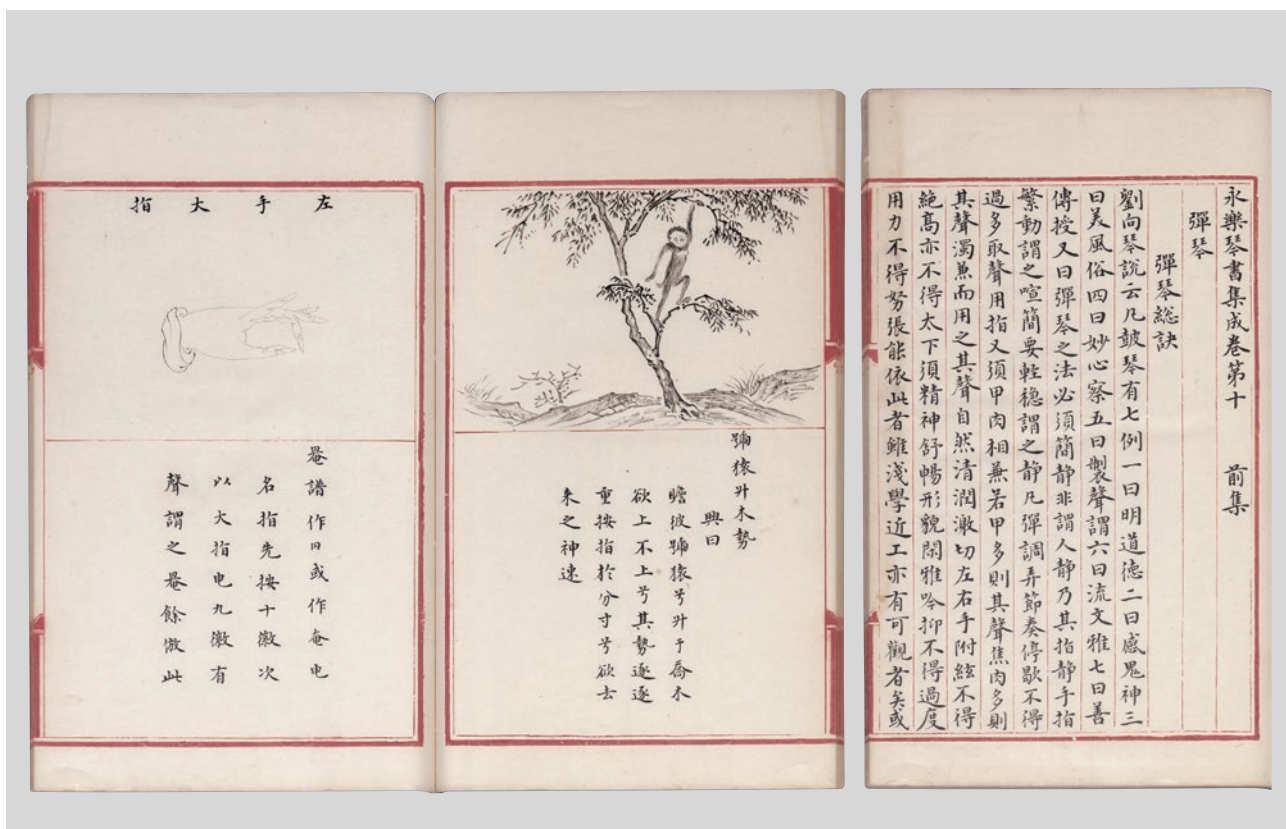 永樂琴書集成卷第十 前集
彈琴
彈琴総訣
劉向琴說云凡皷琴有七例一曰明道德二曰感鬼神三
曰美風俗四曰妙心察五曰製聲謂六曰流文雅七曰善
傳授又曰彈琴之法必須簡靜非謂人靜乃其指靜手指
繁動謂之喧簡要輕穩謂之靜凡彈調弄節奏停歇不得
過多取聲用指又須甲肉相兼若甲多則其聲焦肉多則
其聲濁兼而用之其聲自然清潤激切左右手附絃不得
絕高亦不得太下須精神舒暢形貌閑雅吟抑不得過度
用力不得努張能依此者雖淺學近工亦有可觀者矣或
號猿升木勢
興曰
瞻彼號猿兮升于喬木
欲上不上兮其勢逐逐
重按指於分寸兮欲去
來之神速
左手大指
罨譜作𭥍或作奄电
名指先按十徽次
以大指电九徽有
聲謂之罨餘倣此